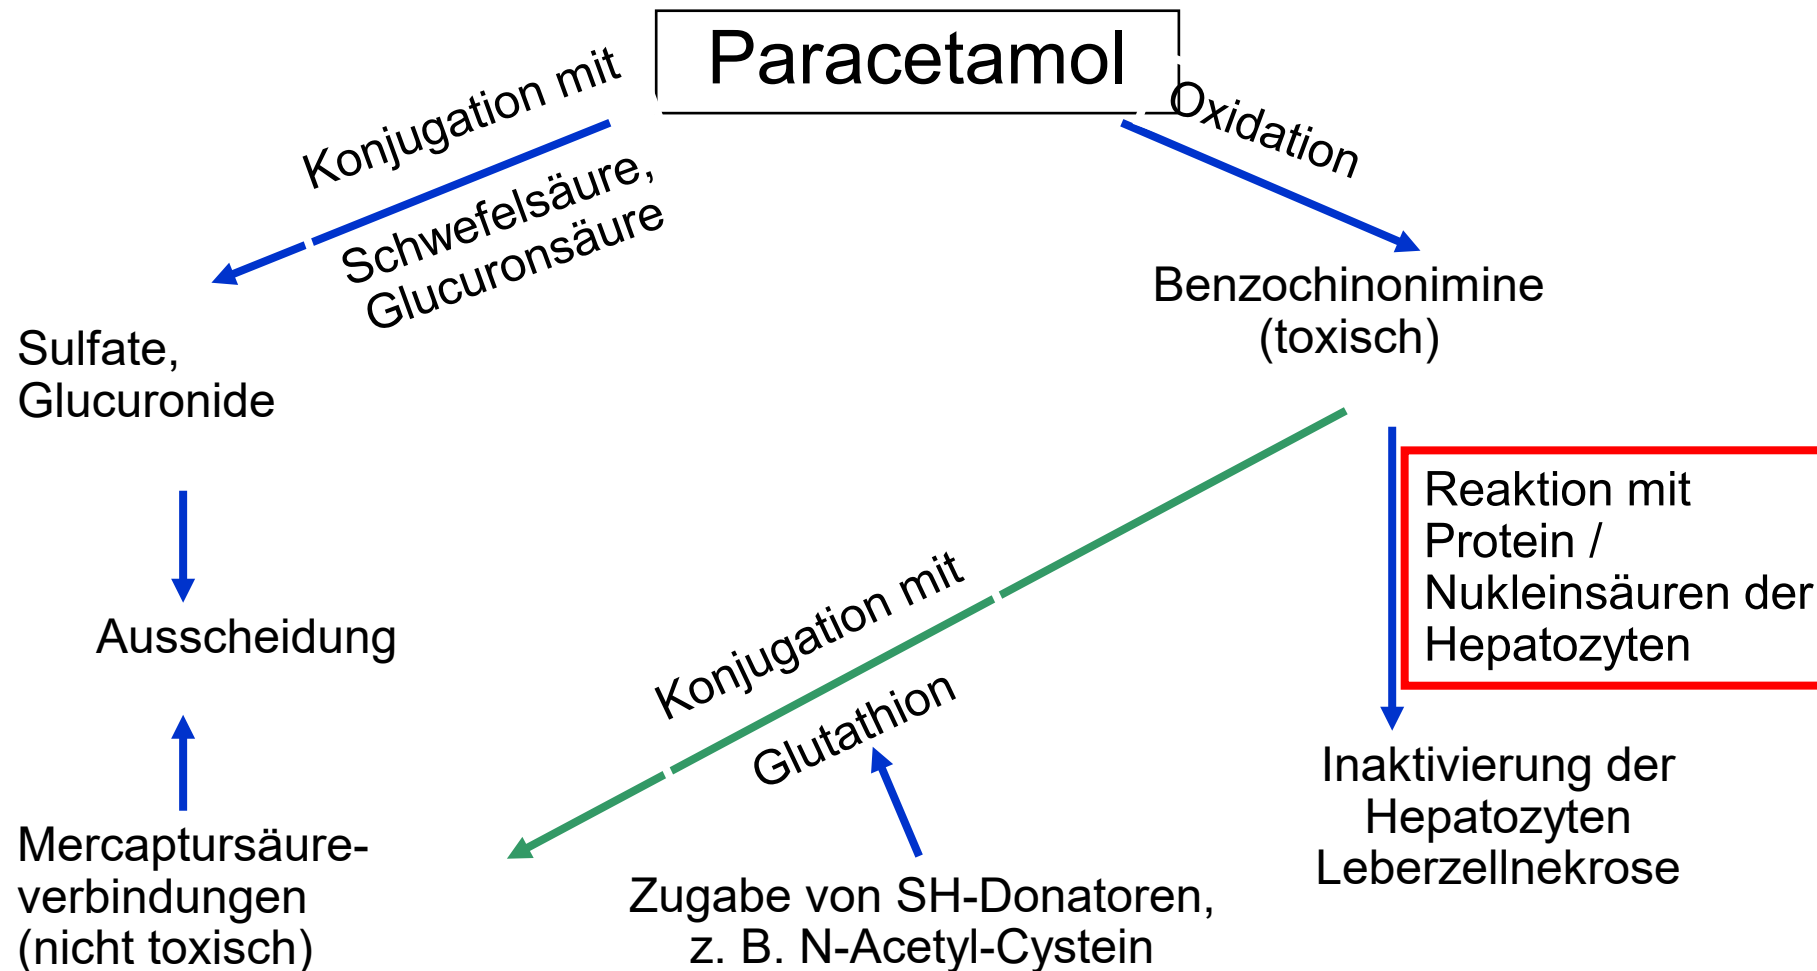 Paracetamol
Konjugation mit
Schwefelsäure,
Glucuronsäure
Oxidation
Sulfate,
Glucuronide
Benzochinonimine
(toxisch)
Reaktion mit
Protein /
Nukleinsäuren der
Hepatozyten
Ausscheidung
Konjugation mit
Glutathion
Inaktivierung der
Hepatozyten
Leberzellnekrose
Mercaptursäure-
verbindungen
(nicht toxisch)
Zugabe von SH-Donatoren,
z. B. N-Acetyl-Cystein